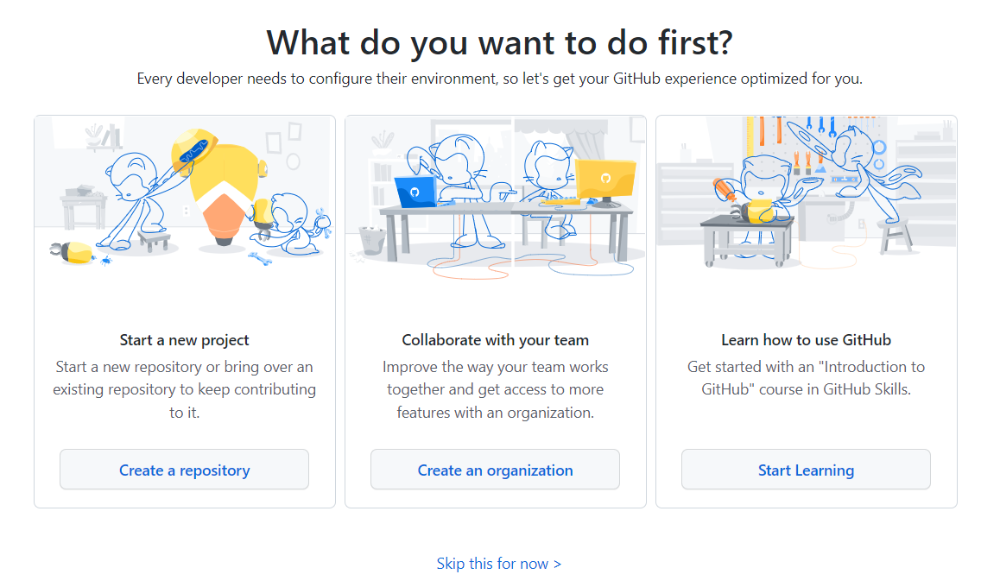 What do you want to do first?
Every developer needs to configure their environment, so let's get your GitHub experience optimized for you.
Start a new project
Start a new repository or bring over an
existing repository to keep contributing
to it.
Create a repository
Collaborate with your team
Improve the way your team works
together and get access to more
features with an organization.
Create an organization
Learn how to use GitHub
Get started with an "Introduction to
GitHub" course in GitHub Skills.
Start Learning
Skip this for now >